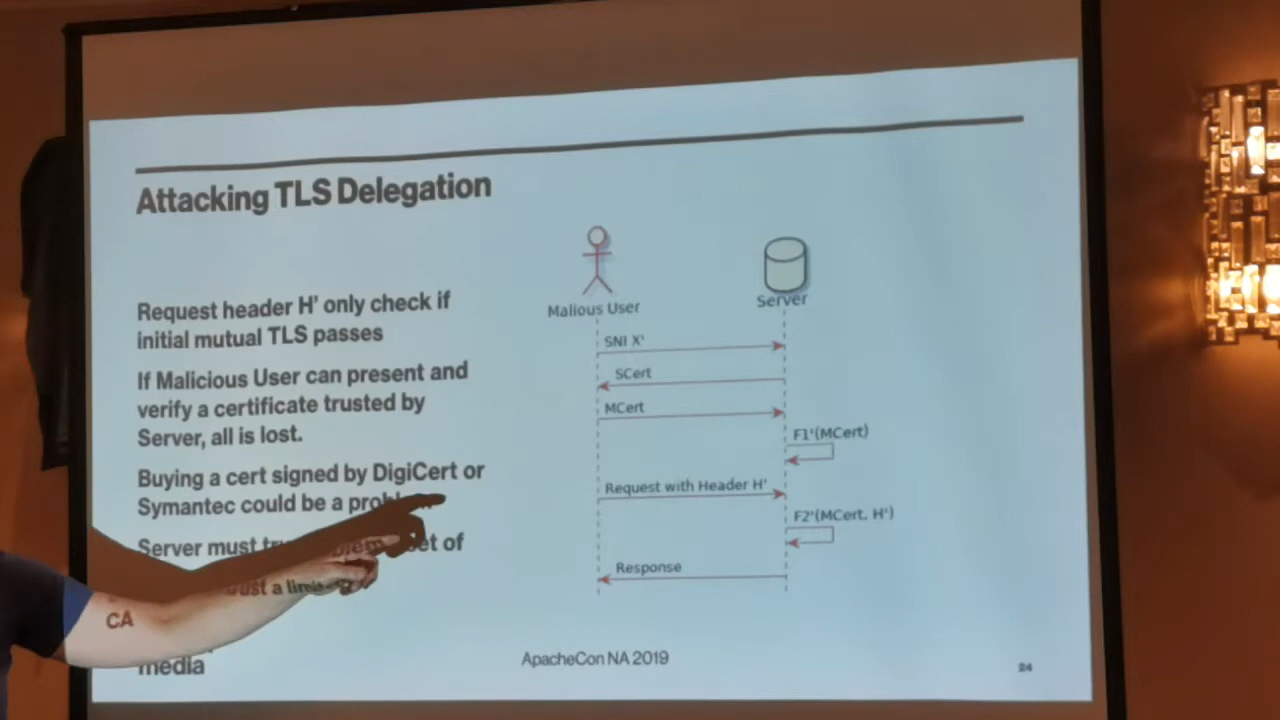 Attacking TLS Delegation
Request header H' only check if
initial mutual TLS passes
If Malicious User can present and
verify a certificate trusted by
Server, all is lost.
Buying a cert signed by DigiCert or
Symantec could be a problem
Server must
of
a
CA
media
Malious User
Server
SNI X'
SCert
MCert
F1'(MCert)
Request with Header H'
F2'(MCert, H')
Response
ApacheCon NA 2019
24